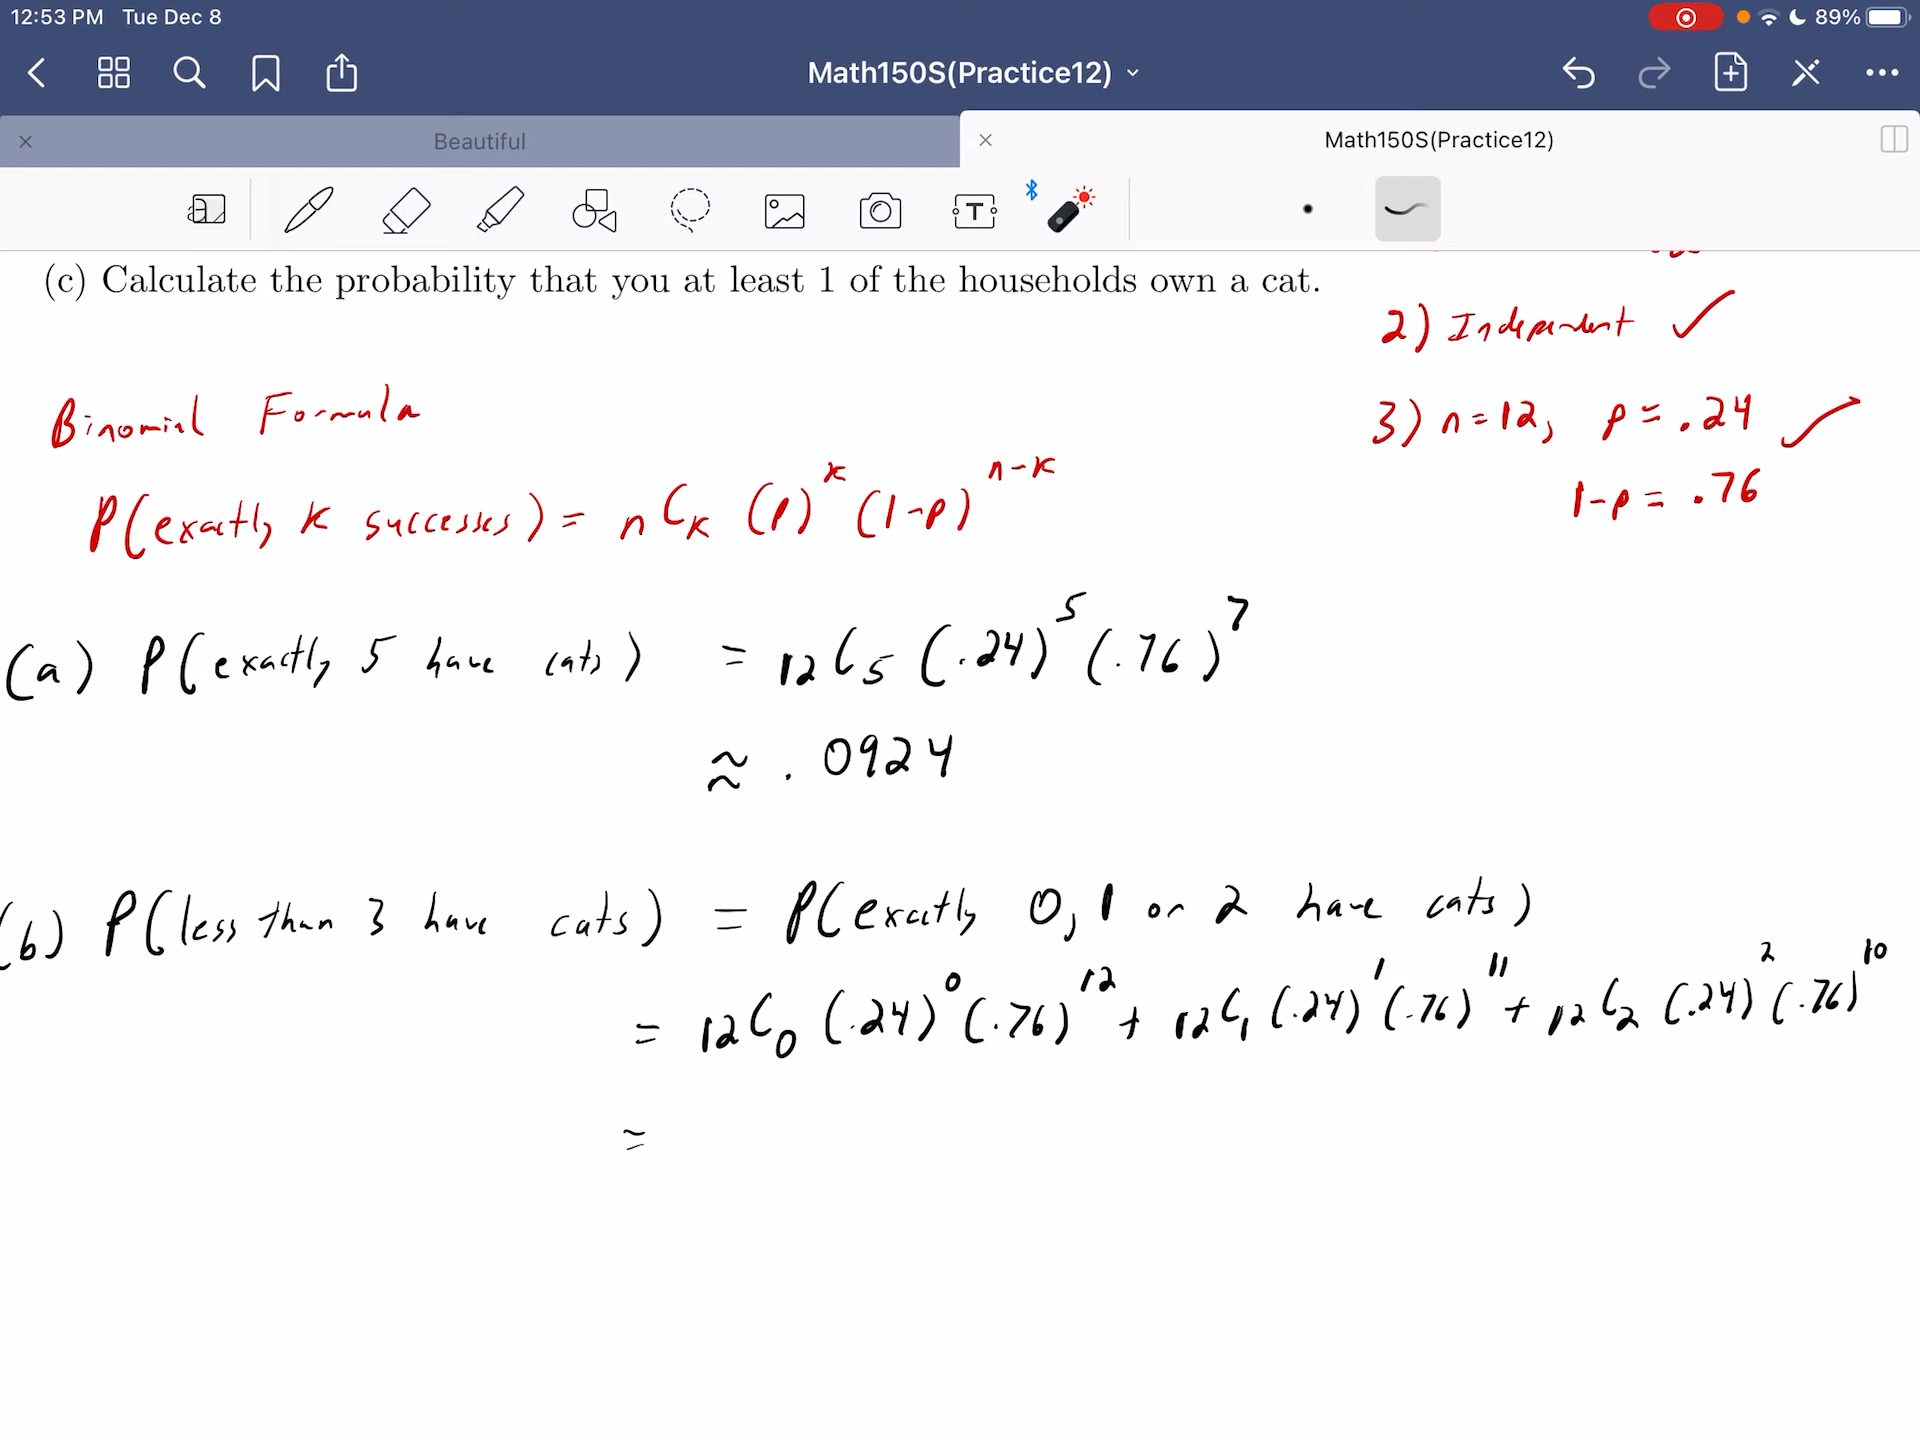 12:53 PM Tue Dec 8 89%
Math150S(Practice12)
Beautiful Math150S(Practice12)
(c) Calculate the probability that you at least 1 of the households own a cat.
2) Independent ✓
3) n=12, p=.24 ✓
1-p = .76
Binomial Formula
P(exactly k successes) = nCₖ (p)ᵏ (1-p)ⁿ⁻ᵏ
(a) P(exactly 5 have cats) = 12C₅ (.24)⁵ (.76)⁷
≈ .0924
(b) P(less than 3 have cats) = P(exactly 0, 1 or 2 have cats)
= 12C₀ (.24)⁰ (.76)¹² + 12C₁ (.24)¹ (.76)¹¹ + 12C₂ (.24)² (.76)¹⁰
=